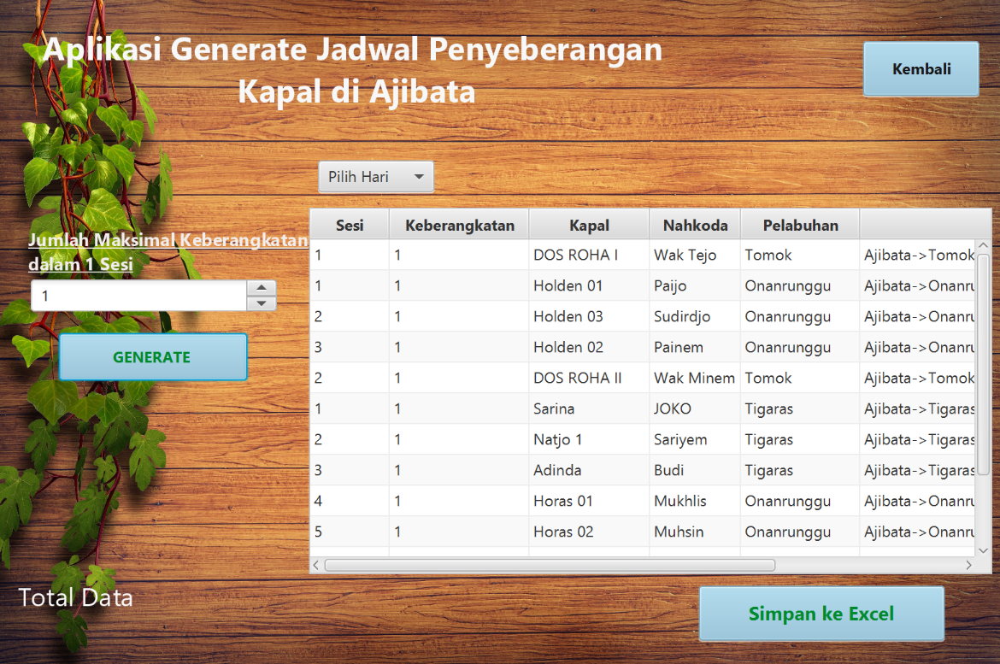 Aplikasi Generate Jadwal Penyeberangan
Kapal di Ajibata
Kembali
Pilih Hari
Jumlah Maksimal Keberangkatan
dalam 1 Sesi
1
GENERATE
Sesi Keberangkatan Kapal Nahkoda Pelabuhan
1 1 DOS ROHA I Wak Tejo Tomok Ajibata->Tomok
1 1 Holden 01 Paijo Onanrunggu Ajibata->Onanru
2 1 Holden 03 Sudirdjo Onanrunggu Ajibata->Onanru
3 1 Holden 02 Painem Onanrunggu Ajibata->Onanru
2 1 DOS ROHA II Wak Minem Tomok Ajibata->Tomok
1 1 Sarina JOKO Tigaras Ajibata->Tigaras
2 1 Natjo 1 Sariyem Tigaras Ajibata->Tigaras
3 1 Adinda Budi Tigaras Ajibata->Tigaras
4 1 Horas 01 Mukhlis Onanrunggu Ajibata->Onanru
5 1 Horas 02 Muhsin Onanrunggu Ajibata->Onanru
Total Data
Simpan ke Excel